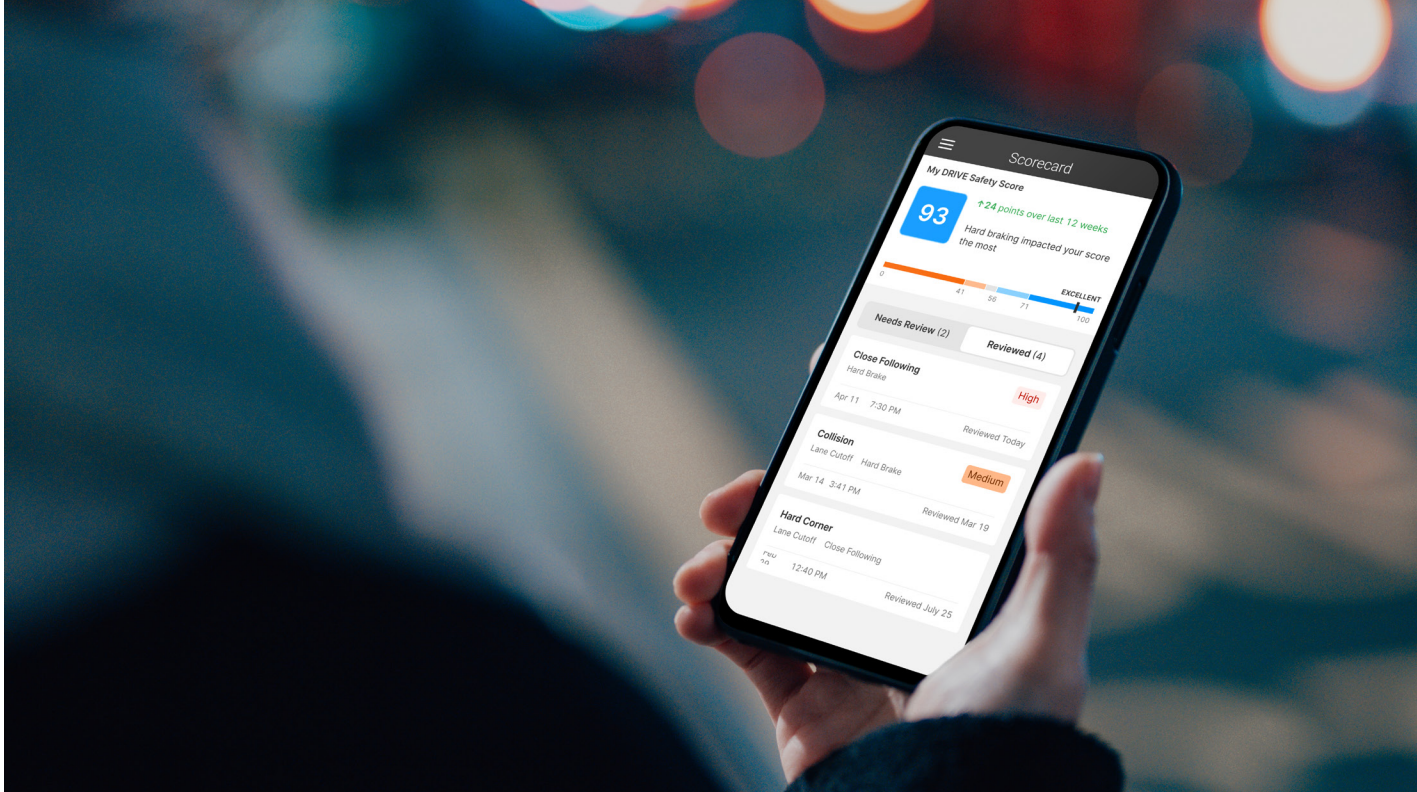 Scorecard
My DRIVE Safety Score
93
↑24 points over last 12 weeks
Hard braking impacted your score
the most
EXCELLENT
0 41 56 71 100
Needs Review (2) Reviewed (4)
Close Following
Hard Brake
High
Apr 11 7:30 PM
Reviewed Today
Collision
Lane Cutoff Hard Brake
Medium
Mar 14 3:41 PM
Reviewed Mar 19
Hard Corner
Lane Cutoff Close Following
12:40 PM
Reviewed July 25